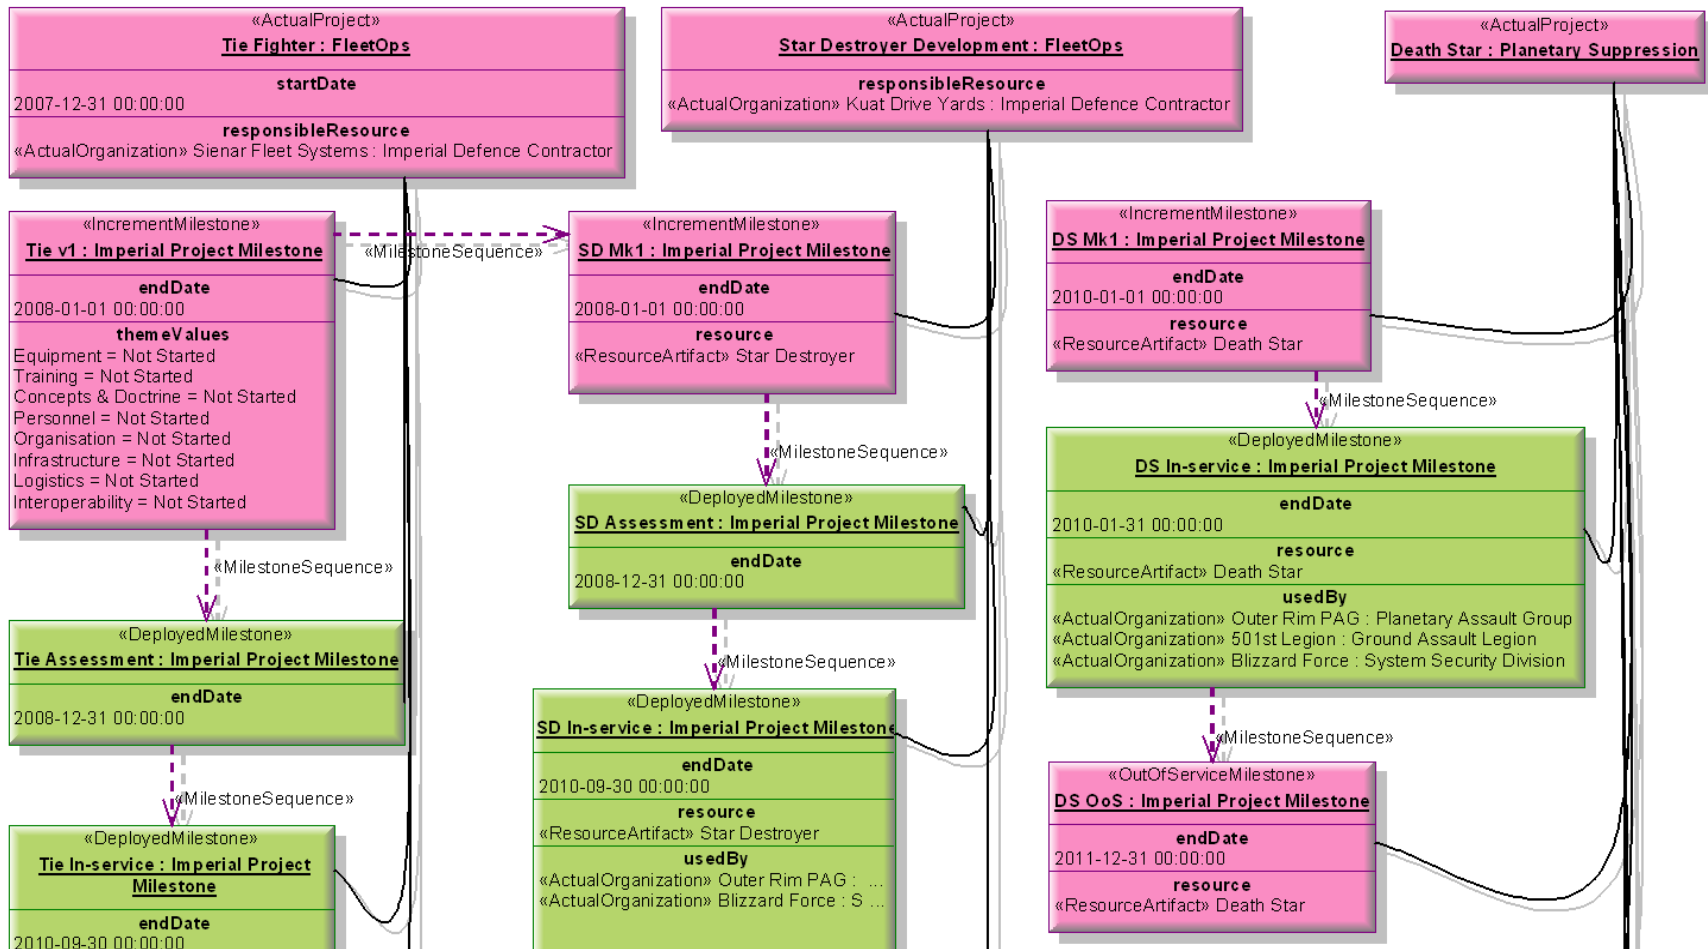 «ActualProject»
Tie Fighter : FleetOps
startDate
2007-12-31 00:00:00
responsibleResource
«ActualOrganization» Sienar Fleet Systems : Imperial Defence Contractor
«ActualProject»
Star Destroyer Development : FleetOps
responsibleResource
«ActualOrganization» Kuat Drive Yards : Imperial Defence Contractor
«ActualProject»
Death Star : Planetary Suppression
«IncrementMilestone»
Tie v1 : Imperial Project Milestone
endDate
2008-01-01 00:00:00
themeValues
Equipment = Not Started
Training = Not Started
Concepts & Doctrine = Not Started
Personnel = Not Started
Organisation = Not Started
Infrastructure = Not Started
Logistics = Not Started
Interoperability = Not Started
«MilestoneSequence»
«IncrementMilestone»
SD Mk1 : Imperial Project Milestone
endDate
2008-01-01 00:00:00
resource
«ResourceArtifact» Star Destroyer
«IncrementMilestone»
DS Mk1 : Imperial Project Milestone
endDate
2010-01-01 00:00:00
resource
«ResourceArtifact» Death Star
«MilestoneSequence»
«MilestoneSequence»
«MilestoneSequence»
«DeployedMilestone»
Tie Assessment : Imperial Project Milestone
endDate
2008-12-31 00:00:00
«DeployedMilestone»
SD Assessment : Imperial Project Milestone
endDate
2008-12-31 00:00:00
«DeployedMilestone»
DS In-service : Imperial Project Milestone
endDate
2010-01-31 00:00:00
resource
«ResourceArtifact» Death Star
usedBy
«ActualOrganization» Outer Rim PAG : Planetary Assault Group
«ActualOrganization» 501st Legion : Ground Assault Legion
«ActualOrganization» Blizzard Force : System Security Division
«MilestoneSequence»
«MilestoneSequence»
«MilestoneSequence»
«DeployedMilestone»
Tie In-service : Imperial Project
Milestone
endDate
2010-09-30 00:00:00
«DeployedMilestone»
SD In-service : Imperial Project Milestone
endDate
2010-09-30 00:00:00
resource
«ResourceArtifact» Star Destroyer
usedBy
«ActualOrganization» Outer Rim PAG : ...
«ActualOrganization» Blizzard Force : S ...
«OutOfServiceMilestone»
DS OoS : Imperial Project Milestone
endDate
2011-12-31 00:00:00
resource
«ResourceArtifact» Death Star